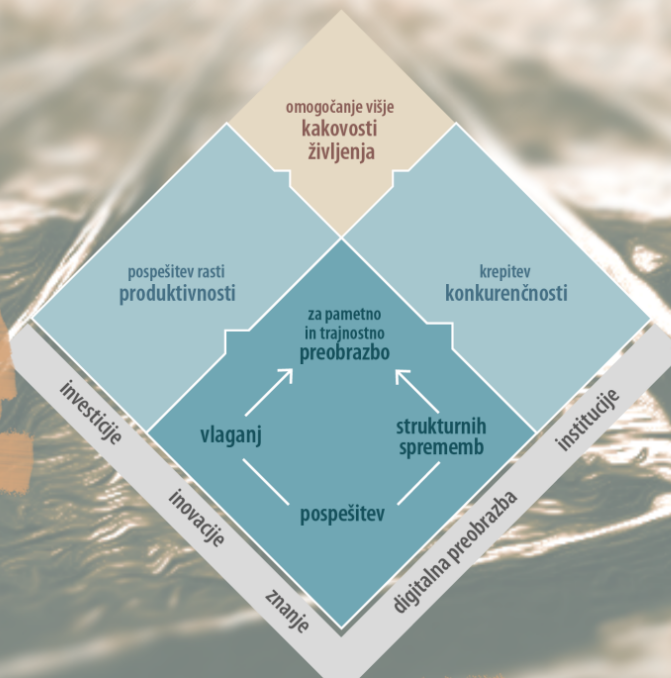 omogočanje višje
kakovosti
življenja
pospešitev rasti
produktivnosti
krepitev
konkurenčnosti
za pametno
in trajnostno
preobrazbo
vlaganj
strukturnih
sprememb
pospešitev
investicije
inovacije
znanje
digitalna preobrazba
institucije